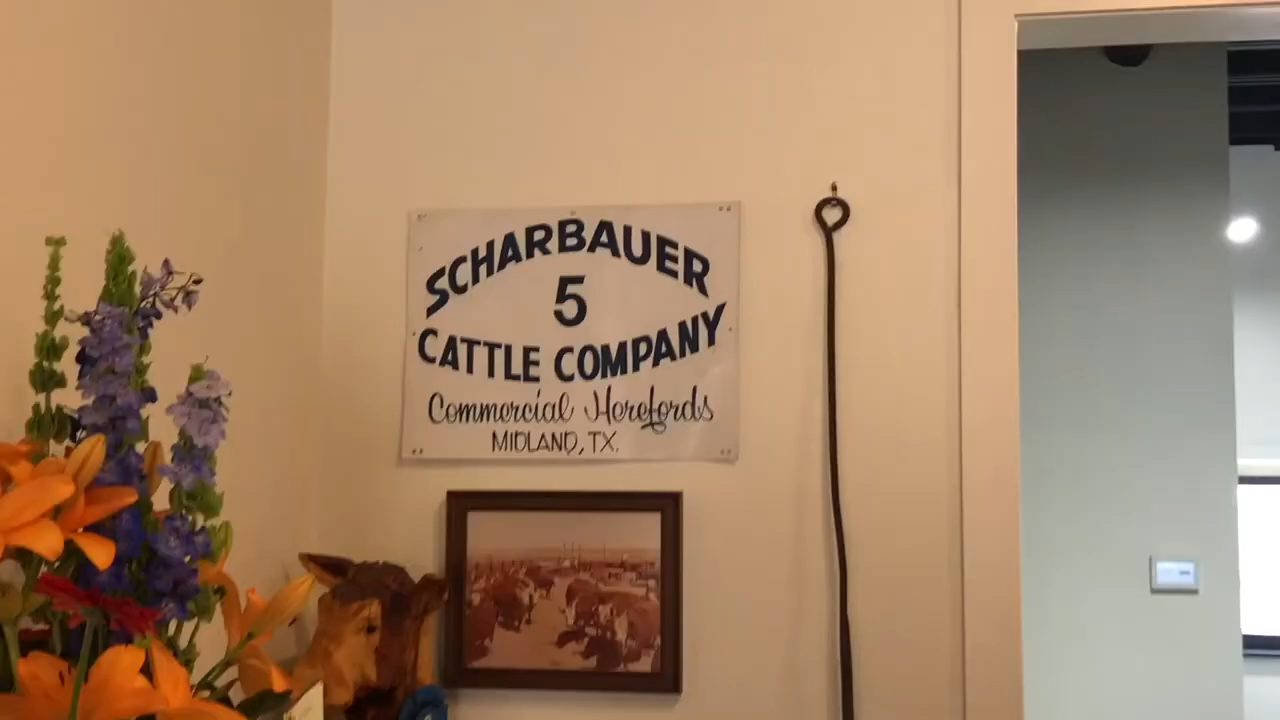 SCHARBAUER
5
CATTLE COMPANY
Commercial Herefords
MIDLAND, TX.